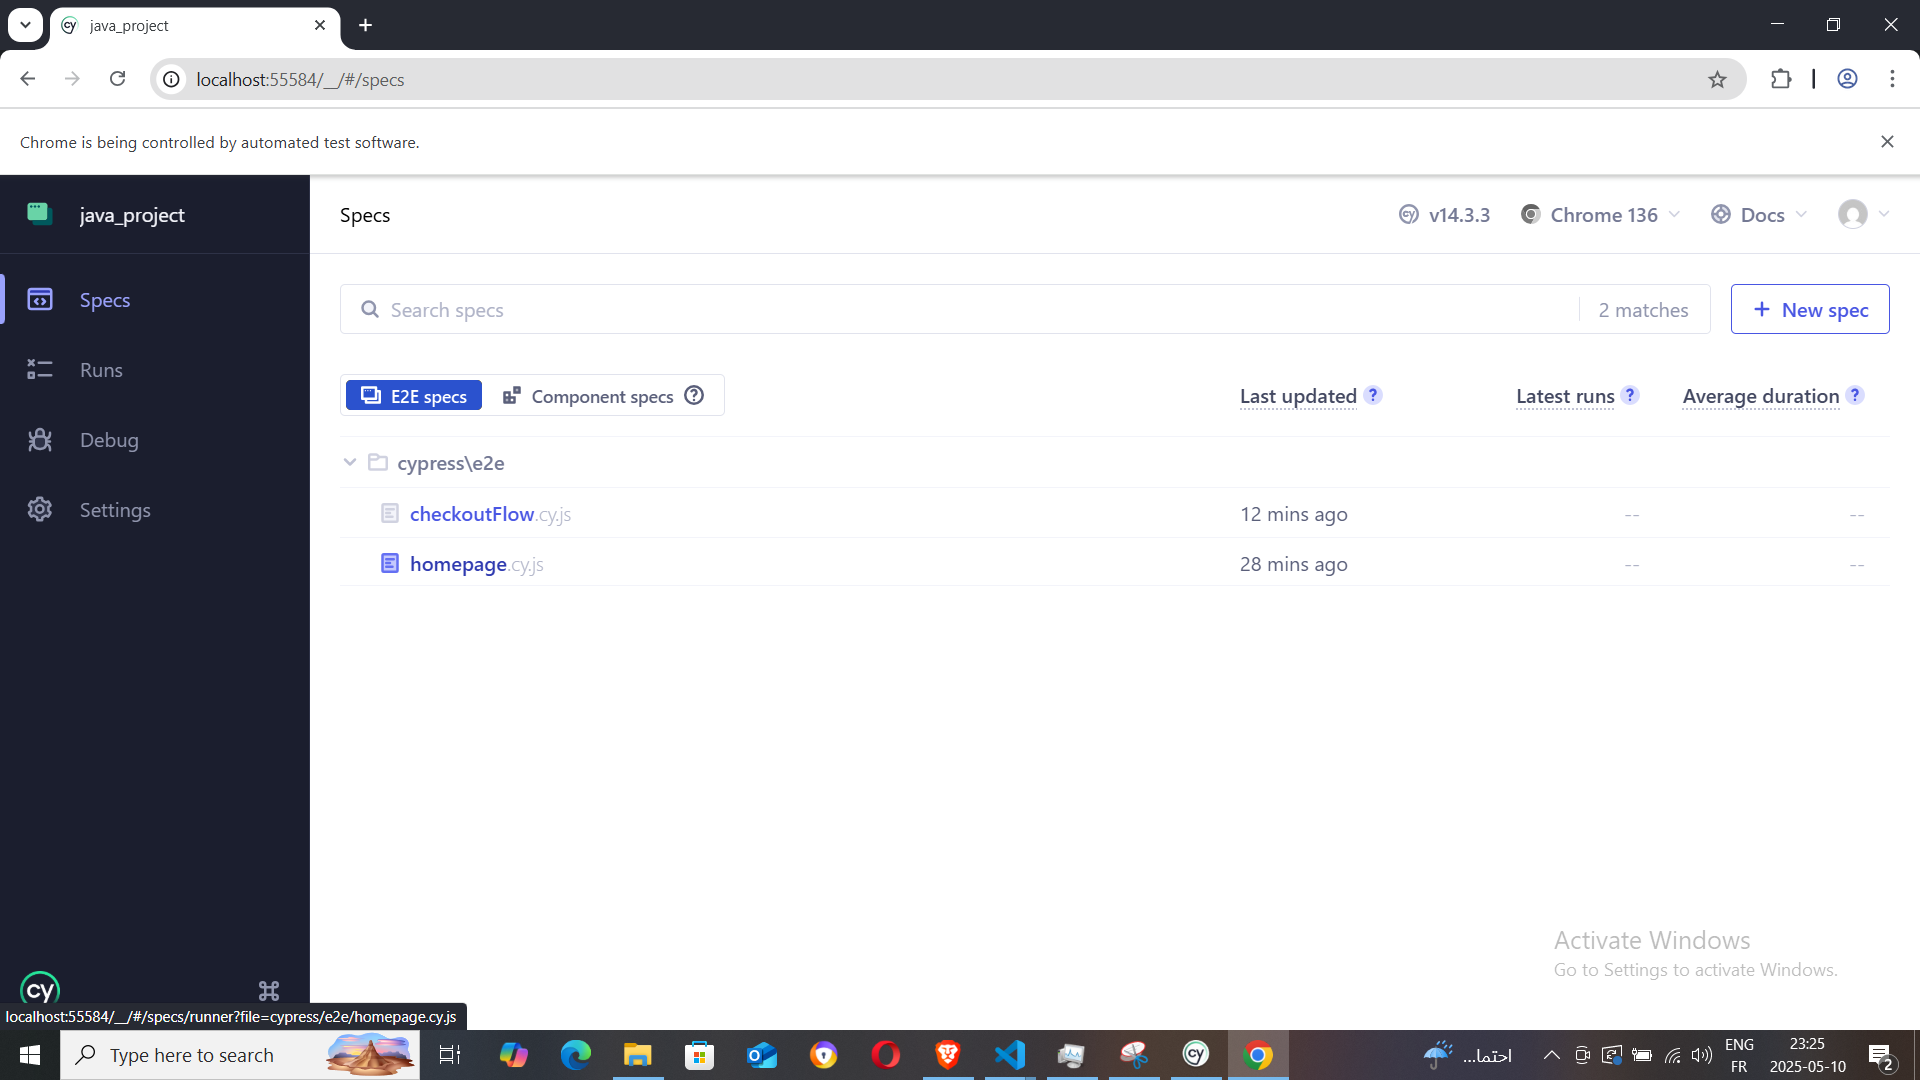 java_project
localhost:55584/__/#/specs
Chrome is being controlled by automated test software.
java_project
Specs
v14.3.3
Chrome 136
Docs
Specs
Runs
Debug
Settings
Search specs
2 matches
New spec
E2E specs
Component specs
Last updated
Latest runs
Average duration
cypress\e2e
checkoutFlow.cy.js
12 mins ago
--
--
homepage.cy.js
28 mins ago
--
--
Activate Windows
Go to Settings to activate Windows.
cy
localhost:55584/__/#/specs/runner?file=cypress/e2e/homepage.cy.js
Type here to search
احتما...
ENG
FR
23:25
2025-05-10
2